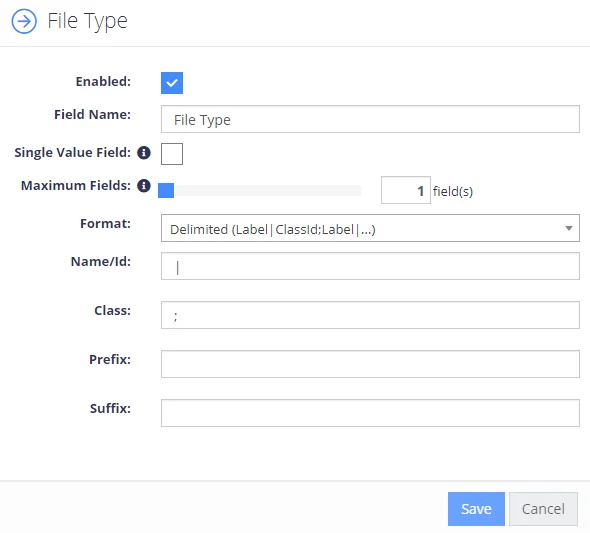 File Type
Enabled:
Field Name: File Type
Single Value Field:
Maximum Fields: 1 field(s)
Format: Delimited (Label|ClassId;Label|...)
Name/Id: |
Class: ;
Prefix:
Suffix:
Save Cancel